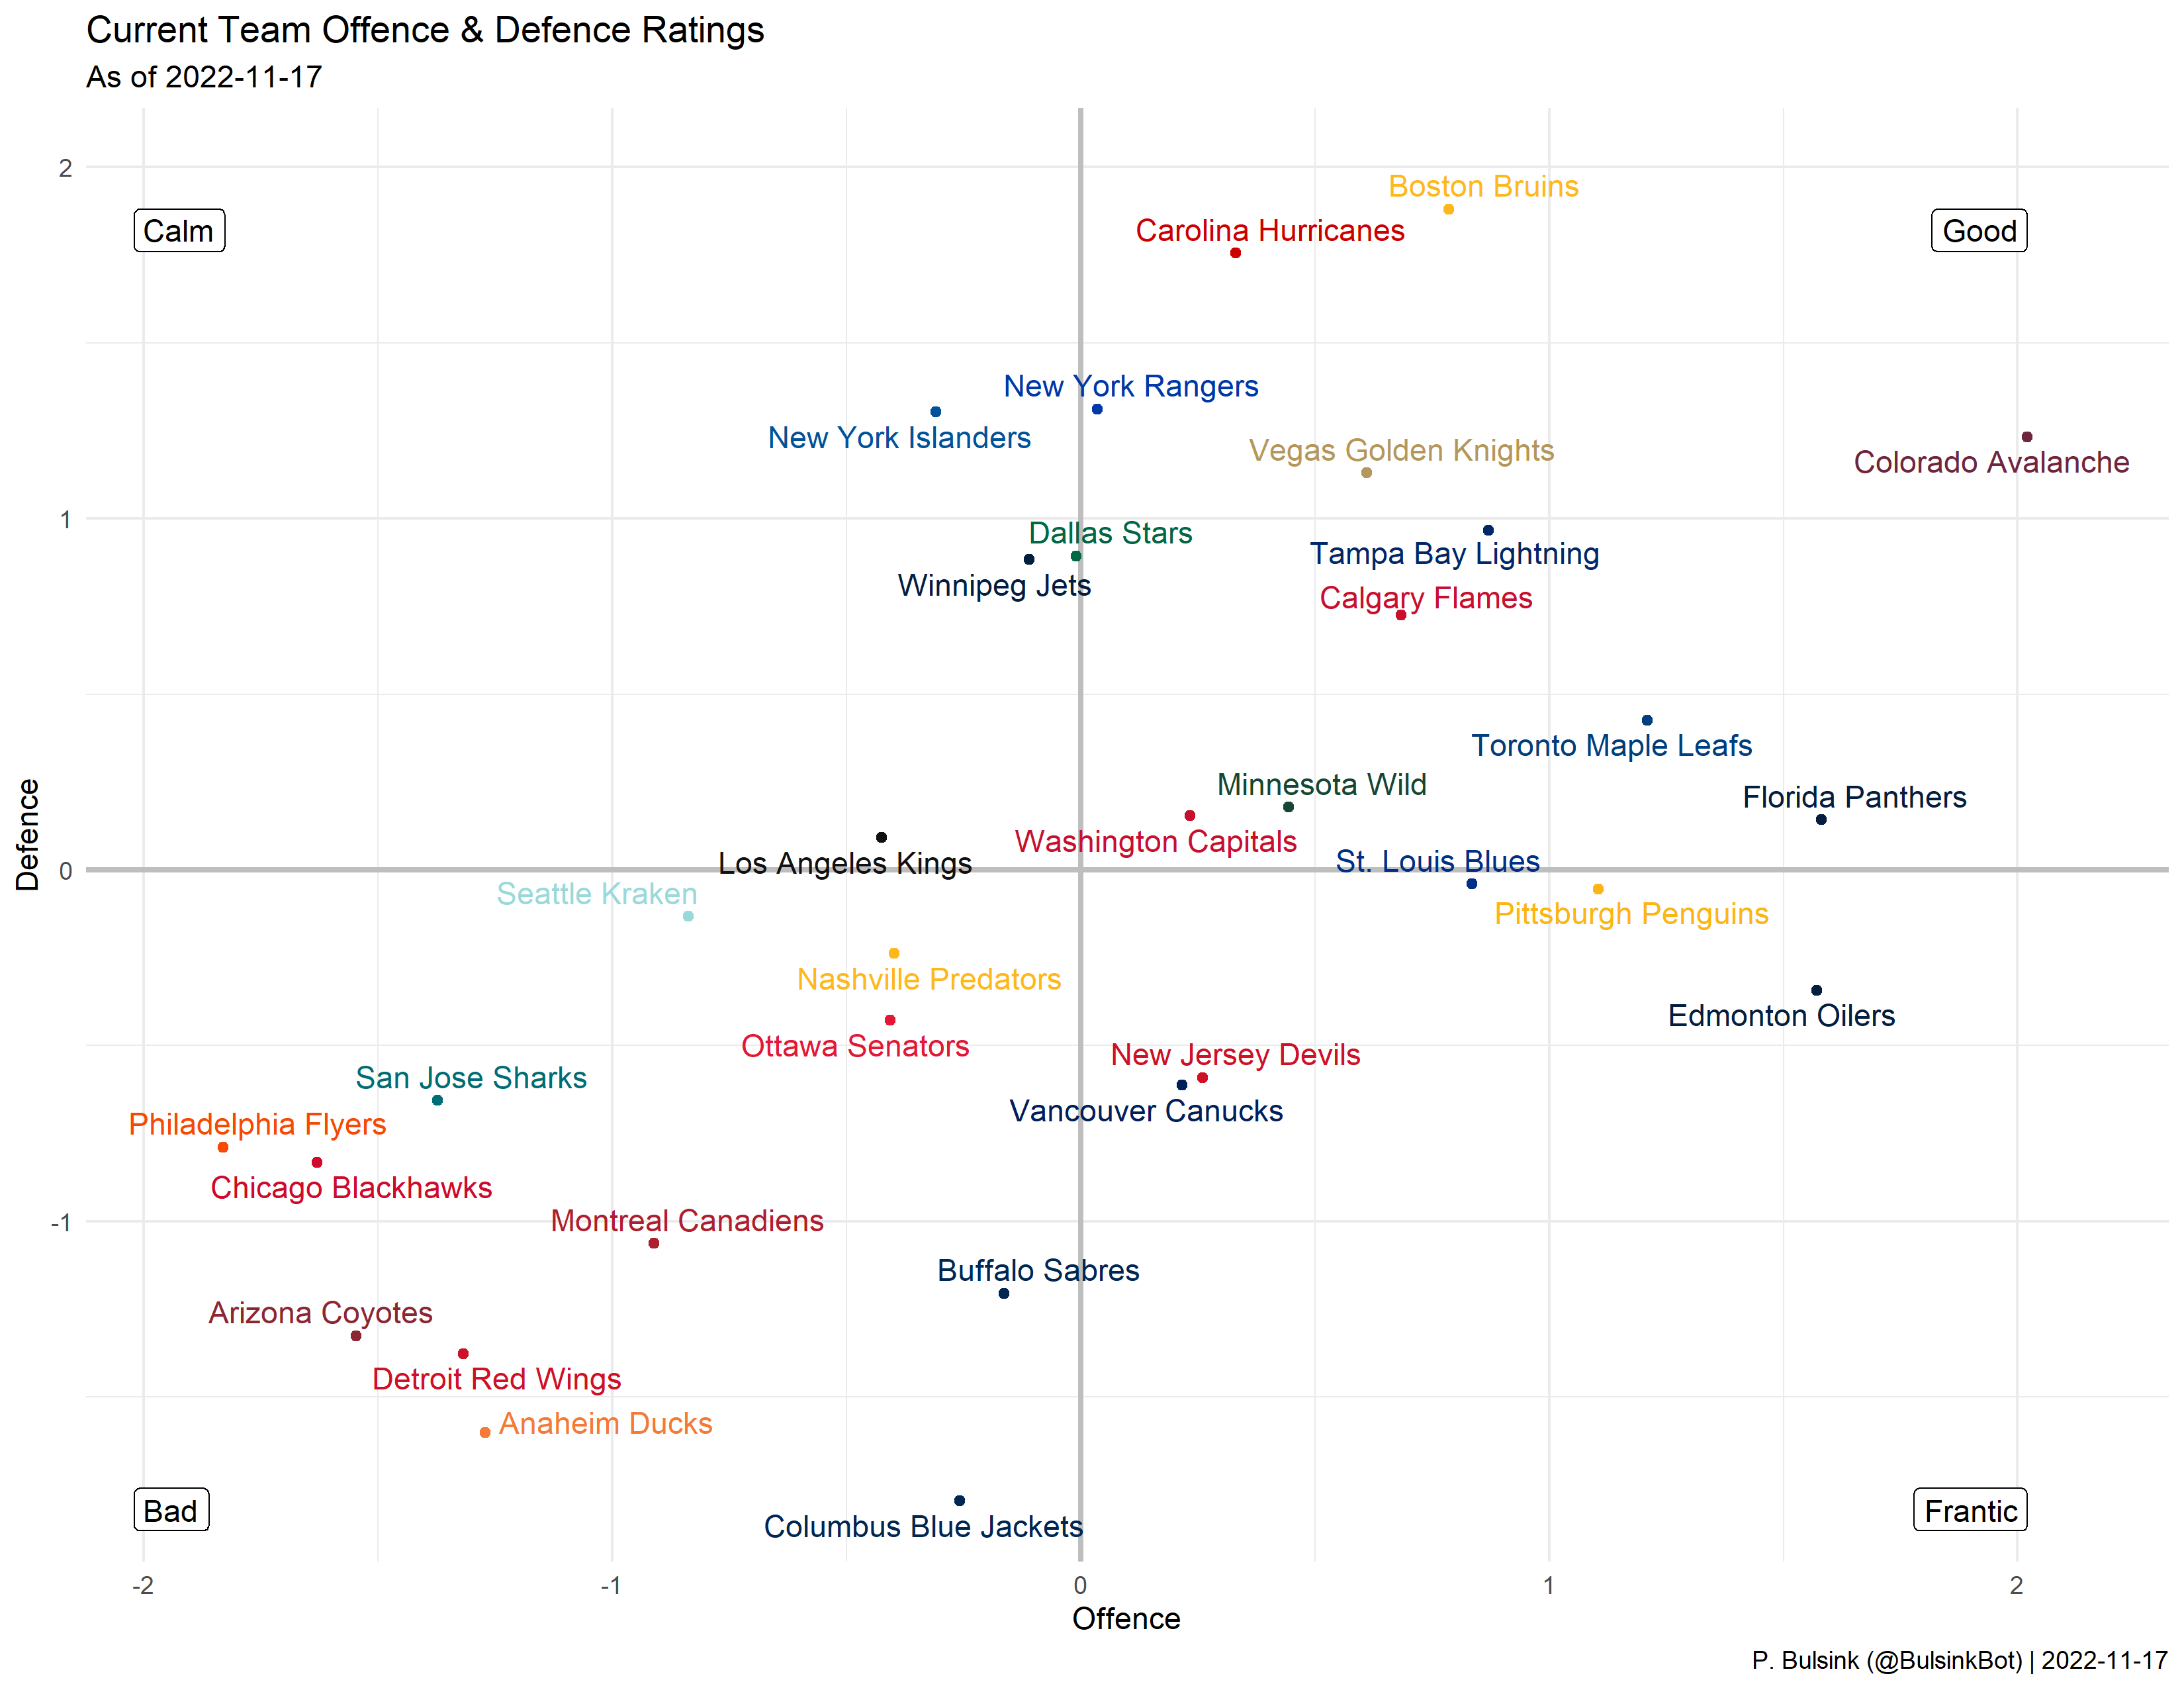 Current Team Offence & Defence Ratings
As of 2022-11-17
2
Boston Bruins
Calm
Carolina Hurricanes
Good
New York Rangers
New York Islanders
Vegas Golden Knights
Colorado Avalanche
1
Dallas Stars
Tampa Bay Lightning
Winnipeg Jets
Calgary Flames
Toronto Maple Leafs
Minnesota Wild
Florida Panthers
Washington Capitals
Defence
0
Los Angeles Kings
St. Louis Blues
Seattle Kraken
Pittsburgh Penguins
Nashville Predators
Edmonton Oilers
Ottawa Senators
New Jersey Devils
San Jose Sharks
Vancouver Canucks
Philadelphia Flyers
Chicago Blackhawks
-1
Montreal Canadiens
Buffalo Sabres
Arizona Coyotes
Detroit Red Wings
Anaheim Ducks
Bad
Frantic
Columbus Blue Jackets
-2
-1
0
1
2
Offence
P. Bulsink (@BulsinkBot) | 2022-11-17